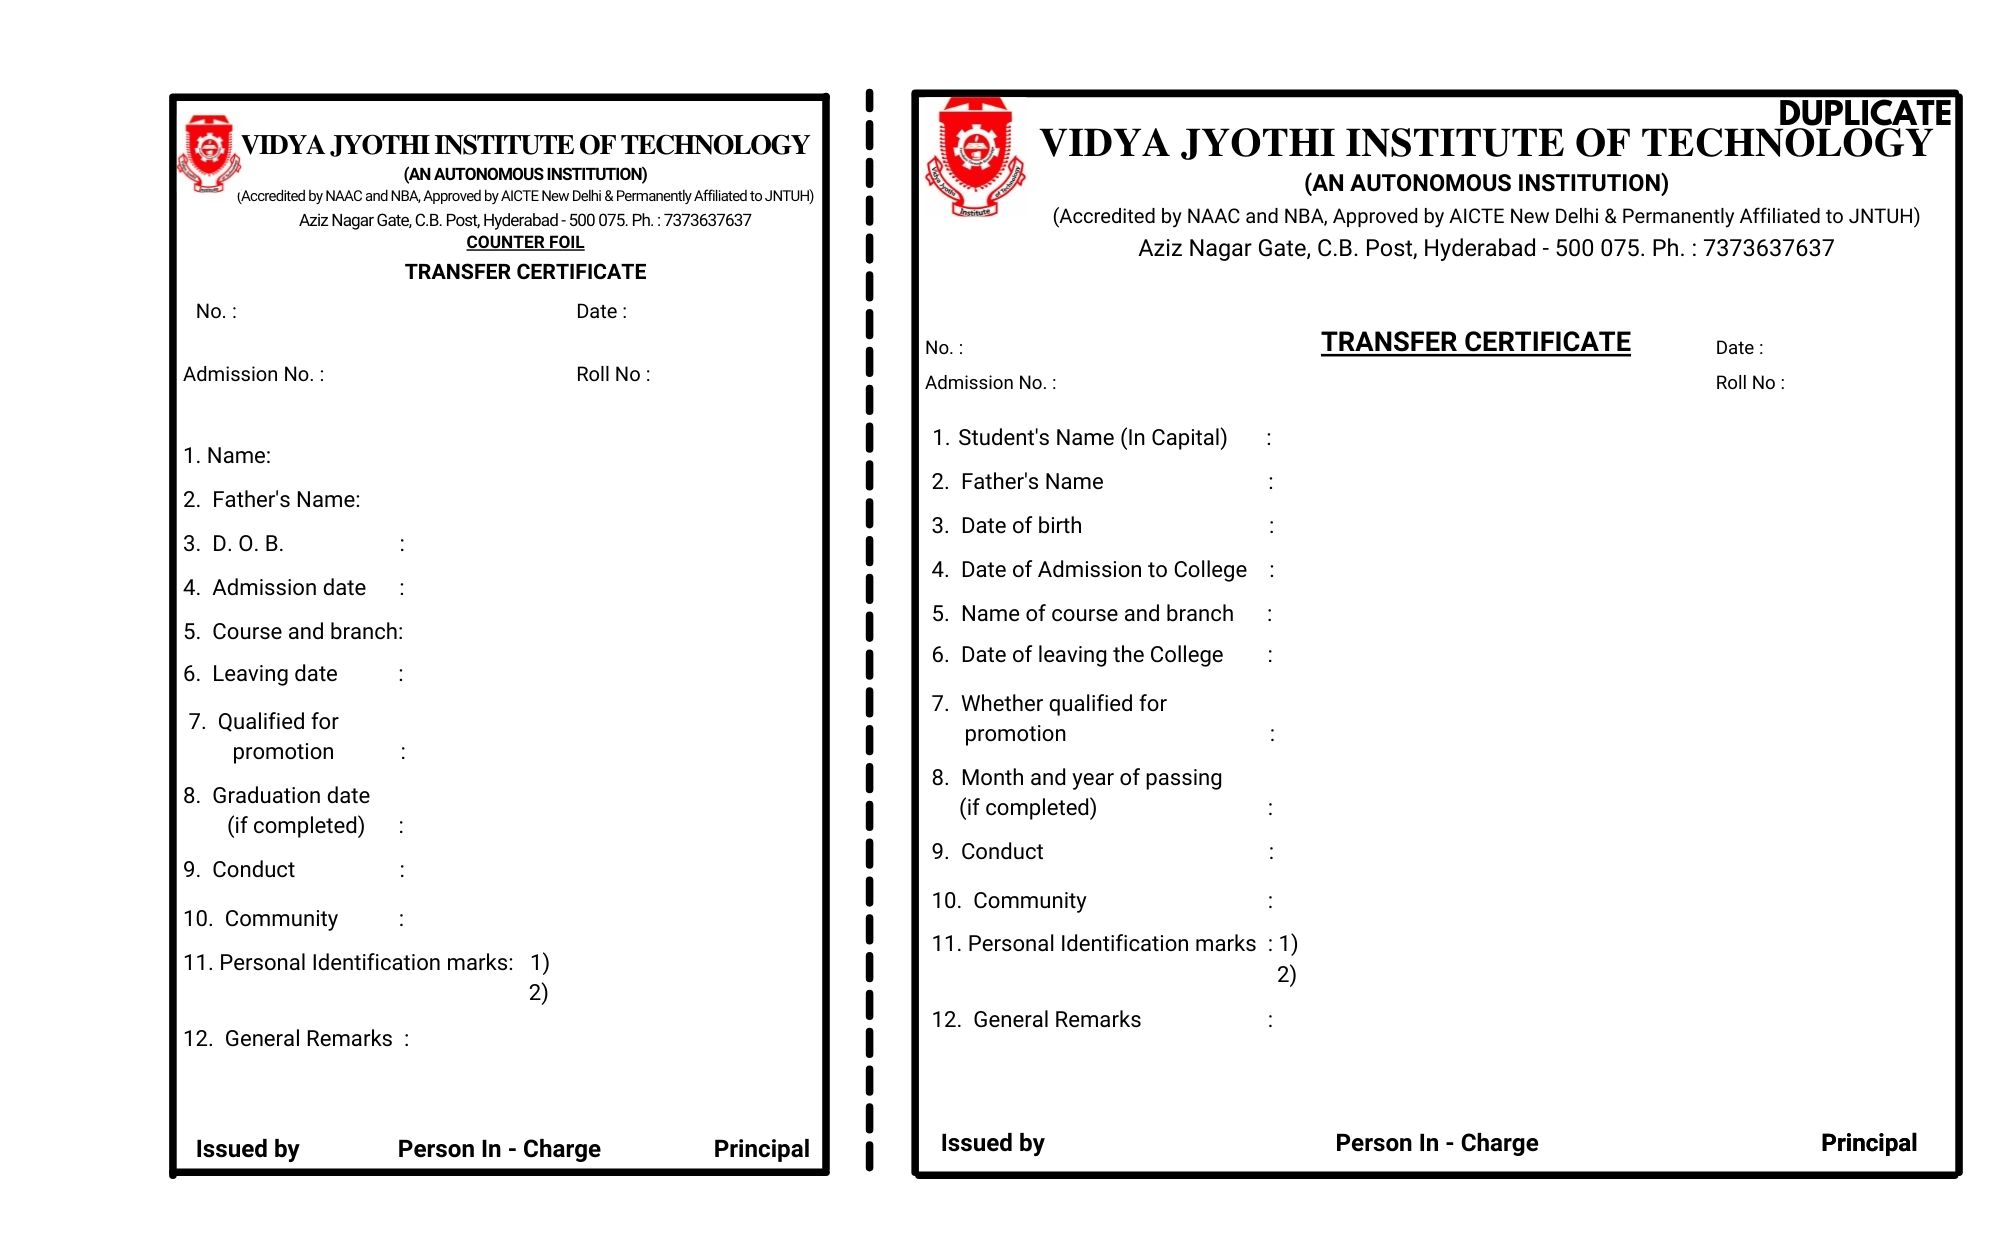 VIDYA JYOTHI INSTITUTE OF TECHNOLOGY
(AN AUTONOMOUS INSTITUTION)
(Accredited by NAAC and NBA, Approved by AICTE New Delhi & Permanently Affiliated to JNTUH)
Aziz Nagar Gate, C.B. Post, Hyderabad - 500 075. Ph. : 7373637637
COUNTER FOIL
TRANSFER CERTIFICATE
No. : Date :
Admission No. : Roll No :
1. Name:
2. Father's Name:
3. D. O. B. :
4. Admission date :
5. Course and branch:
6. Leaving date :
7. Qualified for
promotion :
8. Graduation date
(if completed) :
9. Conduct :
10. Community :
11. Personal Identification marks: 1)
2)
12. General Remarks :
Issued by Person In - Charge Principal
DUPLICATE
VIDYA JYOTHI INSTITUTE OF TECHNOLOGY
Vidya Jyothi Institute of Technology
(AN AUTONOMOUS INSTITUTION)
(Accredited by NAAC and NBA, Approved by AICTE New Delhi & Permanently Affiliated to JNTUH)
Aziz Nagar Gate, C.B. Post, Hyderabad - 500 075. Ph. : 7373637637
No. : TRANSFER CERTIFICATE Date :
Admission No. : Roll No :
1. Student's Name (In Capital) :
2. Father's Name :
3. Date of birth :
4. Date of Admission to College :
5. Name of course and branch :
6. Date of leaving the College :
7. Whether qualified for
promotion :
8. Month and year of passing
(if completed) :
9. Conduct :
10. Community :
11. Personal Identification marks : 1)
2)
12. General Remarks :
Issued by Person In - Charge Principal